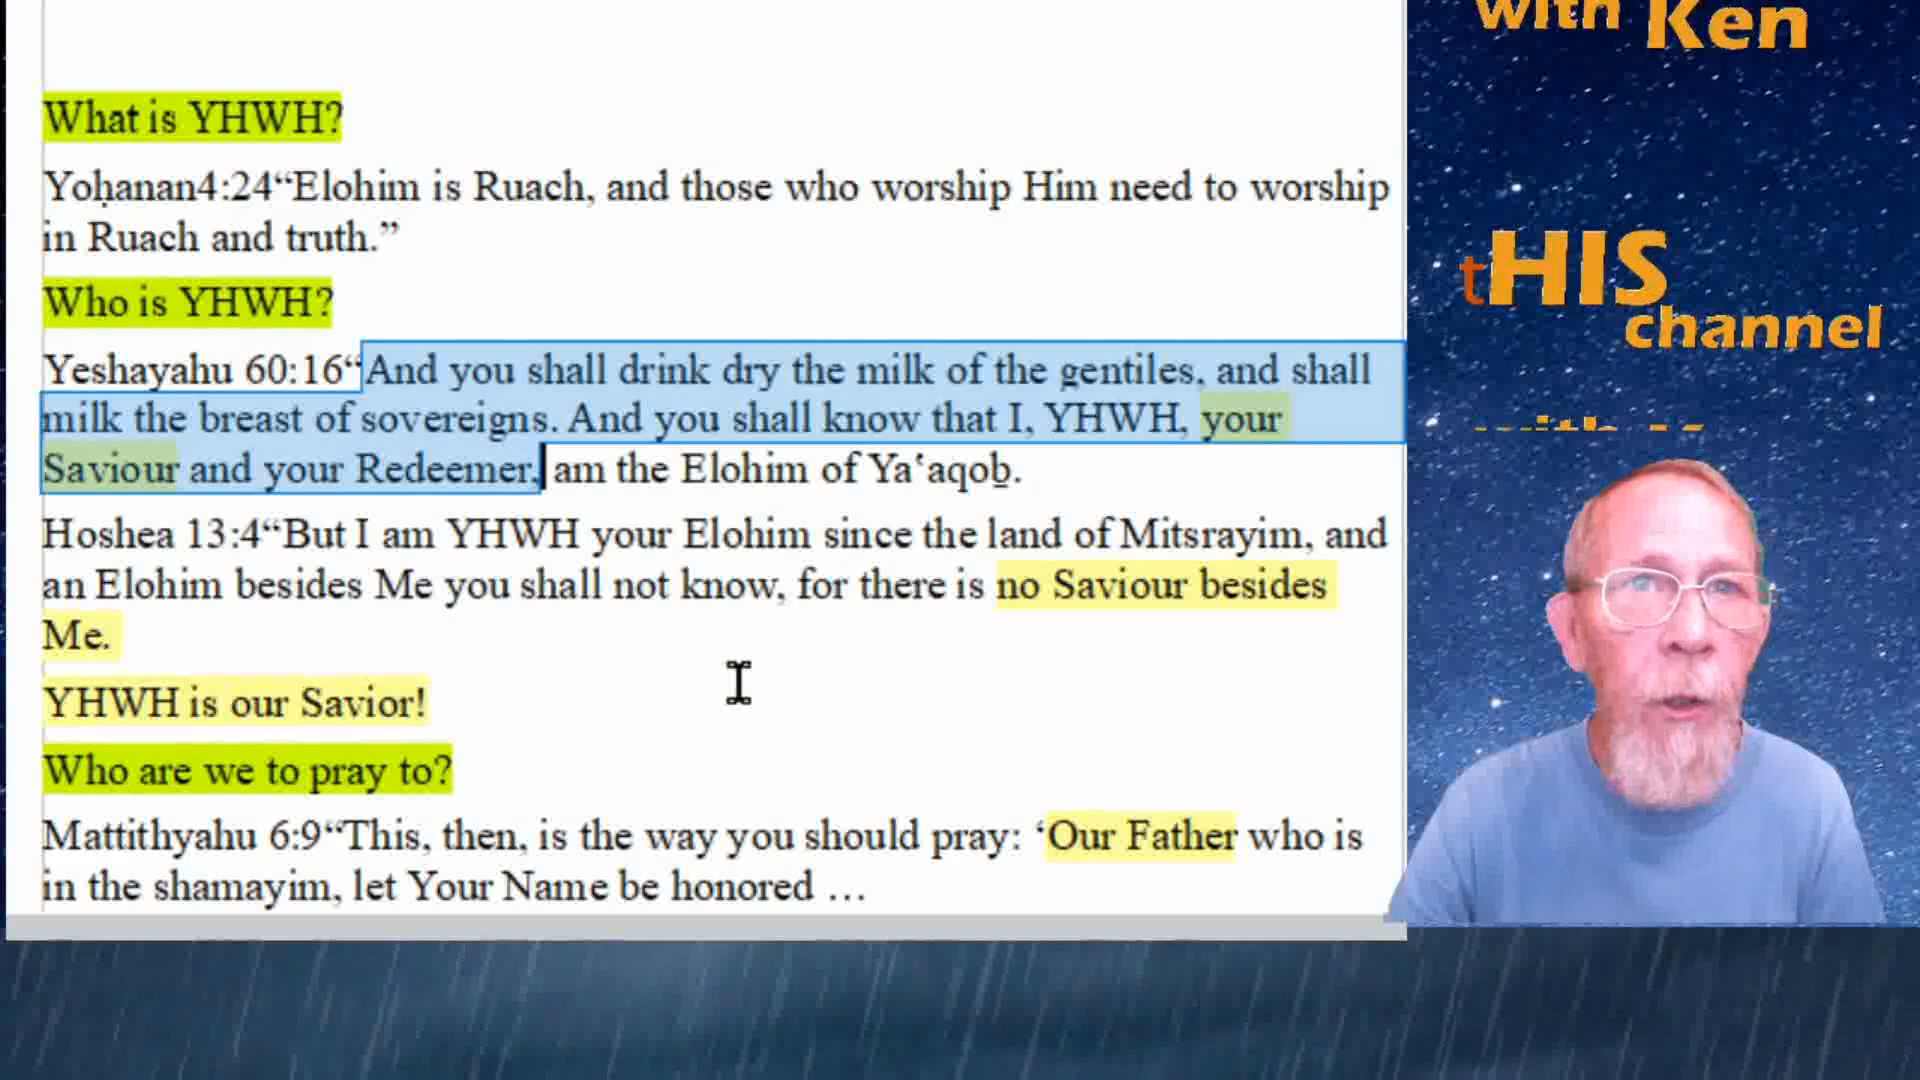 What is YHWH?
Yoḥanan4:24“Elohim is Ruach, and those who worship Him need to worship
in Ruach and truth.”
Who is YHWH?
Yeshayahu 60:16“And you shall drink dry the milk of the gentiles, and shall
milk the breast of sovereigns. And you shall know that I, YHWH, your
Saviour and your Redeemer, am the Elohim of Yaʽaqoḇ.
Hoshea 13:4“But I am YHWH your Elohim since the land of Mitsrayim, and
an Elohim besides Me you shall not know, for there is no Saviour besides
Me.
YHWH is our Savior!
Who are we to pray to?
Mattithyahu 6:9“This, then, is the way you should pray: ‘Our Father who is
in the shamayim, let Your Name be honored …
with Ken
tHIS
channel